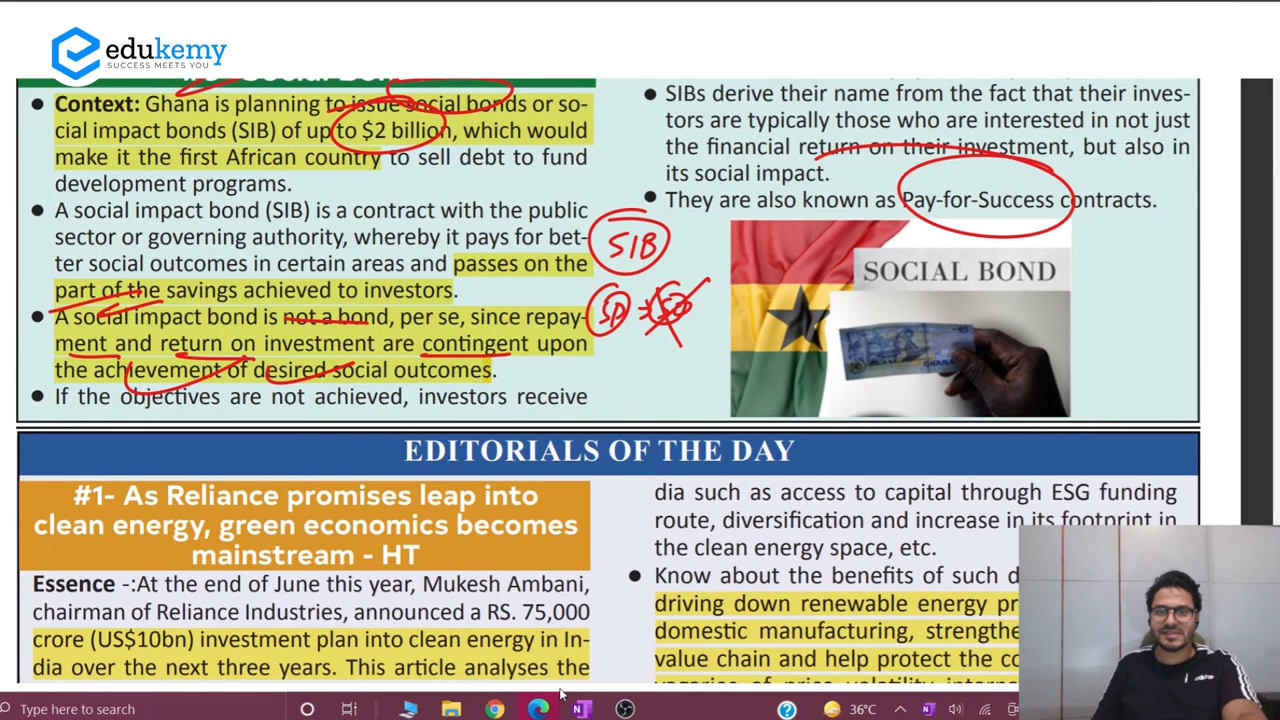 edukemy
SUCCESS MEETS YOU
Context: Ghana is planning to issue social bonds or so-
cial impact bonds (SIB) of up to $2 billion, which would
make it the first African country to sell debt to fund
development programs.
A social impact bond (SIB) is a contract with the public
sector or governing authority, whereby it pays for bet-
ter social outcomes in certain areas and passes on the
part of the savings achieved to investors.
A social impact bond is not a bond, per se, since repay-
ment and return on investment are contingent upon
the achievement of desired social outcomes.
If the objectives are not achieved, investors receive
SIBs derive their name from the fact that their inves-
tors are typically those who are interested in not just
the financial return on their investment, but also in
its social impact.
They are also known as Pay-for-Success contracts.
SIB
SOCIAL BOND
EDITORIALS OF THE DAY
#1- As Reliance promises leap into
clean energy, green economics becomes
mainstream - HT
Essence -:At the end of June this year, Mukesh Ambani,
chairman of Reliance Industries, announced a RS. 75,000
crore (US$10bn) investment plan into clean energy in In-
dia over the next three years. This article analyses the
dia such as access to capital through ESG funding
route, diversification and increase in its footprint in
the clean energy space, etc.
Know about the benefits of such d
driving down renewable energy pr
domestic manufacturing, strengthe
value chain and help protect the co
Type here to search
36°C